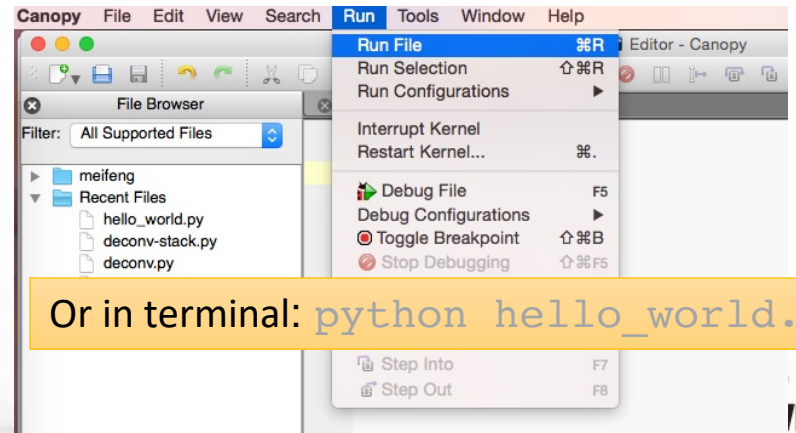 Canopy File Edit View Search Run Tools Window Help
Run File ⌘R
Editor - Canopy
Run Selection ⇧⌘R
Run Configurations ▶
File Browser
Filter: All Supported Files
Interrupt Kernel
Restart Kernel... ⌘.
meifeng
Recent Files
hello_world.py
deconv-stack.py
deconv.py
Debug File F5
Debug Configurations ▶
Toggle Breakpoint ⇧⌘B
Stop Debugging ⇧⌘F5
Or in terminal: python hello_world.
Step Into F7
Step Out F8